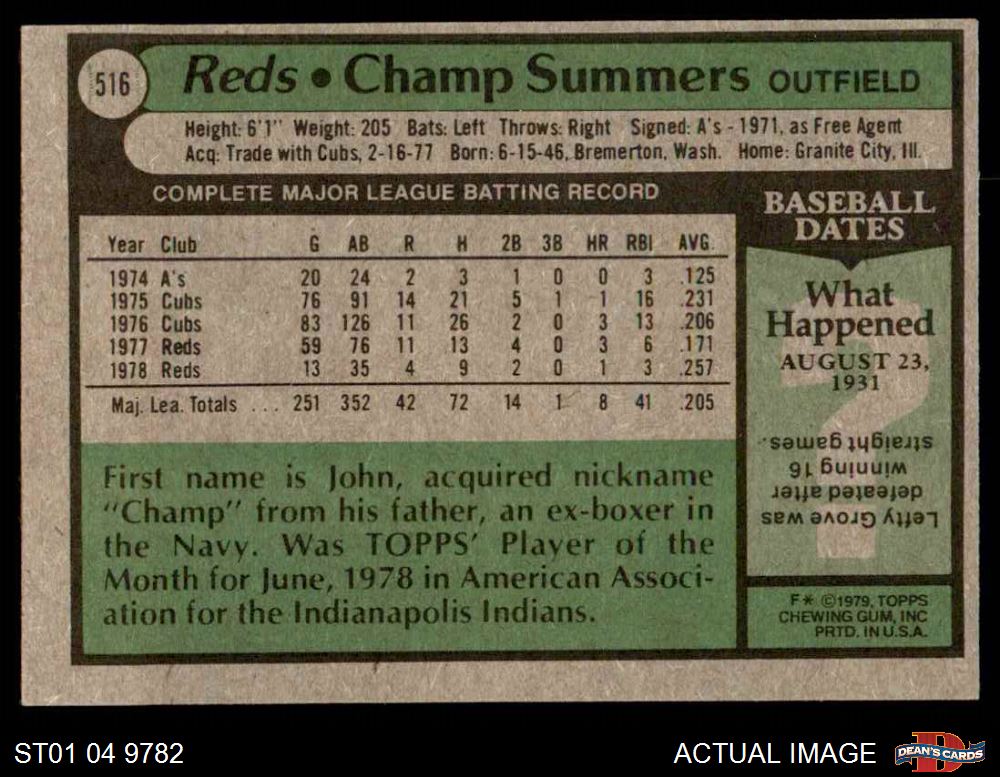 516
Reds • Champ Summers OUTFIELD
Height: 6'1" Weight: 205 Bats: Left Throws: Right Signed: A's - 1971, as Free Agent
Acq: Trade with Cubs, 2-16-77 Born: 6-15-46, Bremerton, Wash. Home: Granite City, Ill.
COMPLETE MAJOR LEAGUE BATTING RECORD
Year Club G AB R H 2B 3B HR RBI AVG.
1974 A's 20 24 2 3 1 0 0 3 .125
1975 Cubs 76 91 14 21 5 1 1 16 .231
1976 Cubs 83 126 11 26 2 0 3 13 .206
1977 Reds 59 76 11 13 4 0 3 6 .171
1978 Reds 13 35 4 9 2 0 1 3 .257
Maj. Lea. Totals ... 251 352 42 72 14 1 8 41 .205
First name is John, acquired nickname
"Champ" from his father, an ex-boxer in
the Navy. Was TOPPS' Player of the
Month for June, 1978 in American Associ-
ation for the Indianapolis Indians.
BASEBALL
DATES
What
Happened
AUGUST 23,
1931
?
Lefty Grove was
defeated after
winning 16
straight games.
F* ©1979, TOPPS
CHEWING GUM, INC
PRTD. IN U.S.A.
ST01 04 9782
ACTUAL IMAGE
D
DEAN'S CARDS